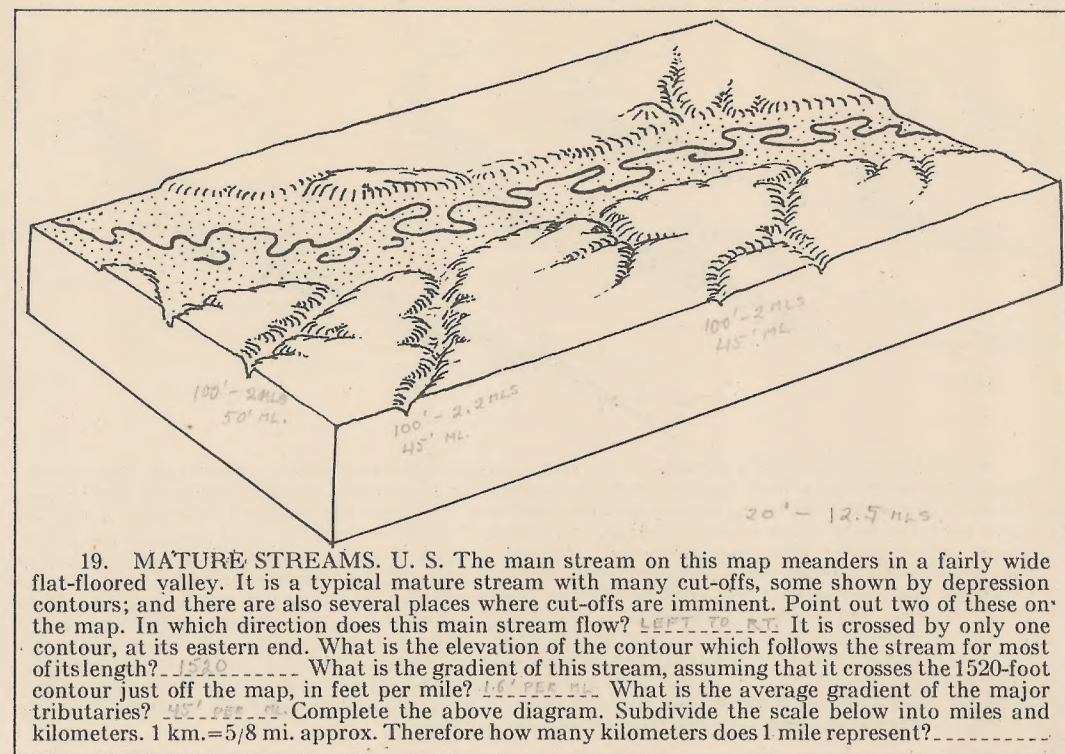 100'-2 MLS
45' ML
100'-2 MLS
50' ML.
100'-2.2 MLS
45' ML.
20'- 12.5 MLS
19. MATURE STREAMS. U. S. The main stream on this map meanders in a fairly wide
flat-floored valley. It is a typical mature stream with many cut-offs, some shown by depression
contours; and there are also several places where cut-offs are imminent. Point out two of these on
the map. In which direction does this main stream flow? LEFT TO RT. It is crossed by only one
contour, at its eastern end. What is the elevation of the contour which follows the stream for most
of its length? 1520 What is the gradient of this stream, assuming that it crosses the 1520-foot
contour just off the map, in feet per mile? 1.6' PER ML What is the average gradient of the major
tributaries? 45' PER ML. Complete the above diagram. Subdivide the scale below into miles and
kilometers. 1 km.=5/8 mi. approx. Therefore how many kilometers does 1 mile represent?